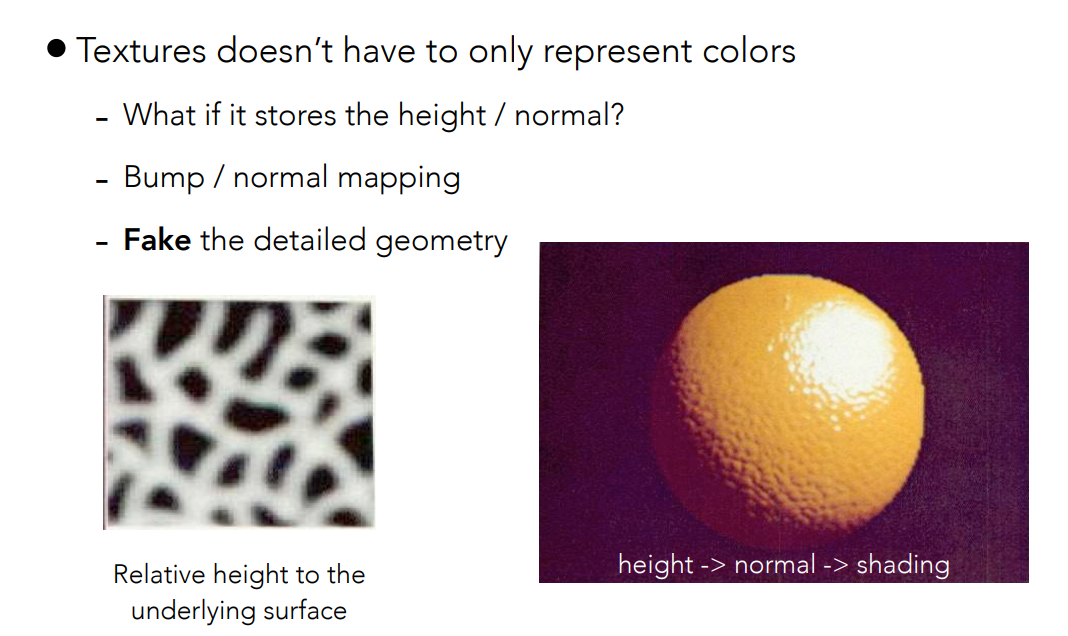 ● Textures doesn't have to only represent colors
- What if it stores the height / normal?
- Bump / normal mapping
- Fake the detailed geometry
Relative height to the
underlying surface
height -> normal -> shading